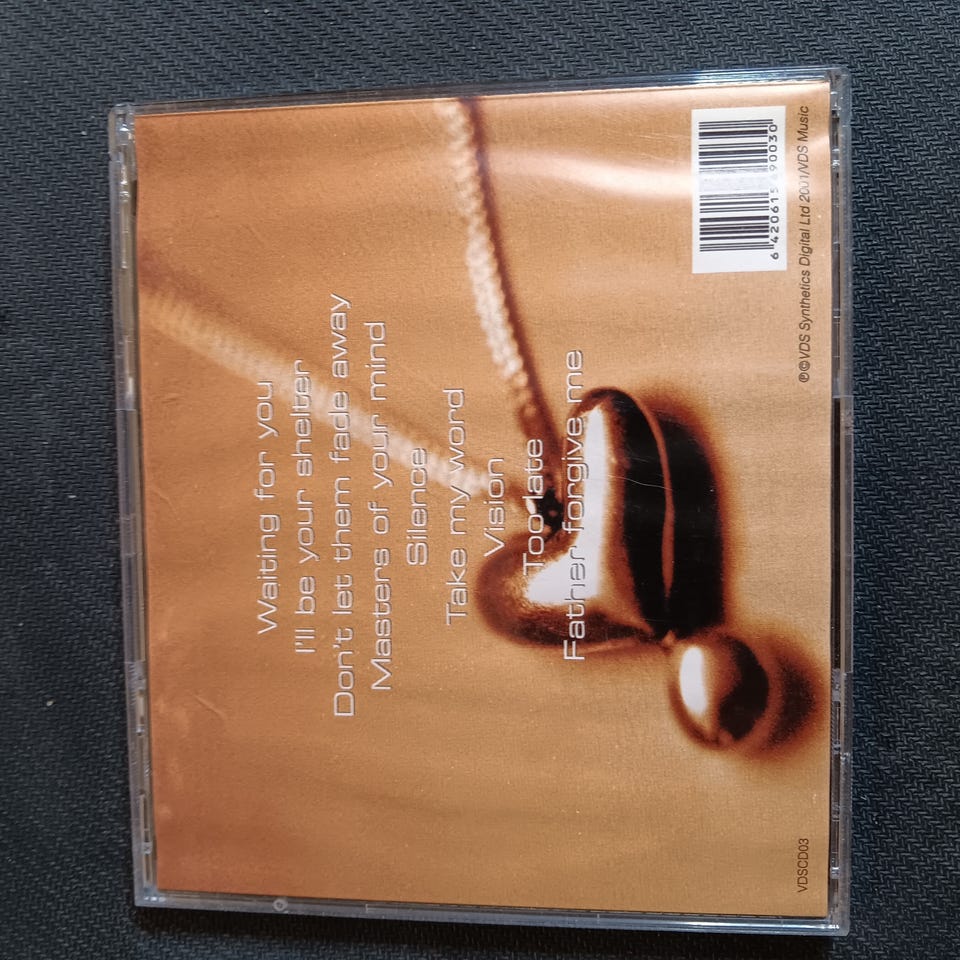 Waiting for you
I'll be your shelter
Don't let them fade away
Masters of your mind
Silence
Take my word
Vision
Too late
Father forgive me
VDSCD03
℗©VDS Synthetics Digital Ltd 2001/VDS Music